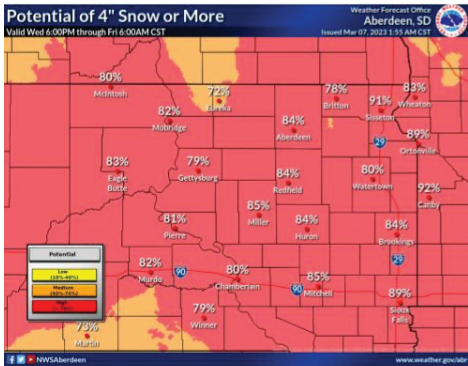 Potential of 4" Snow or More
Valid Wed 6:00PM through Fri 6:00AM CST
Weather Forecast Office
Aberdeen, SD
Issued Mar 07, 2023 1:55 AM CST
80%
McIntosh
72%
Eureka
78%
Britton
83%
Wheaton
91%
Sisseton
82%
Mobridge
84%
Aberdeen
89%
Ortonville
29
83%
Eagle
Butte
79%
Gettysburg
84%
Redfield
80%
Watertown
92%
Canby
85%
Miller
81%
Pierre
84%
Huron
84%
Brookings
29
Potential
Low
Medium
82%
Murdo
90
80%
Chamberlain
90
85%
Mitchell
89%
Sioux
Falls
79%
Winner
73%
Martin
NWSAberdeen
www.weather.gov/abr